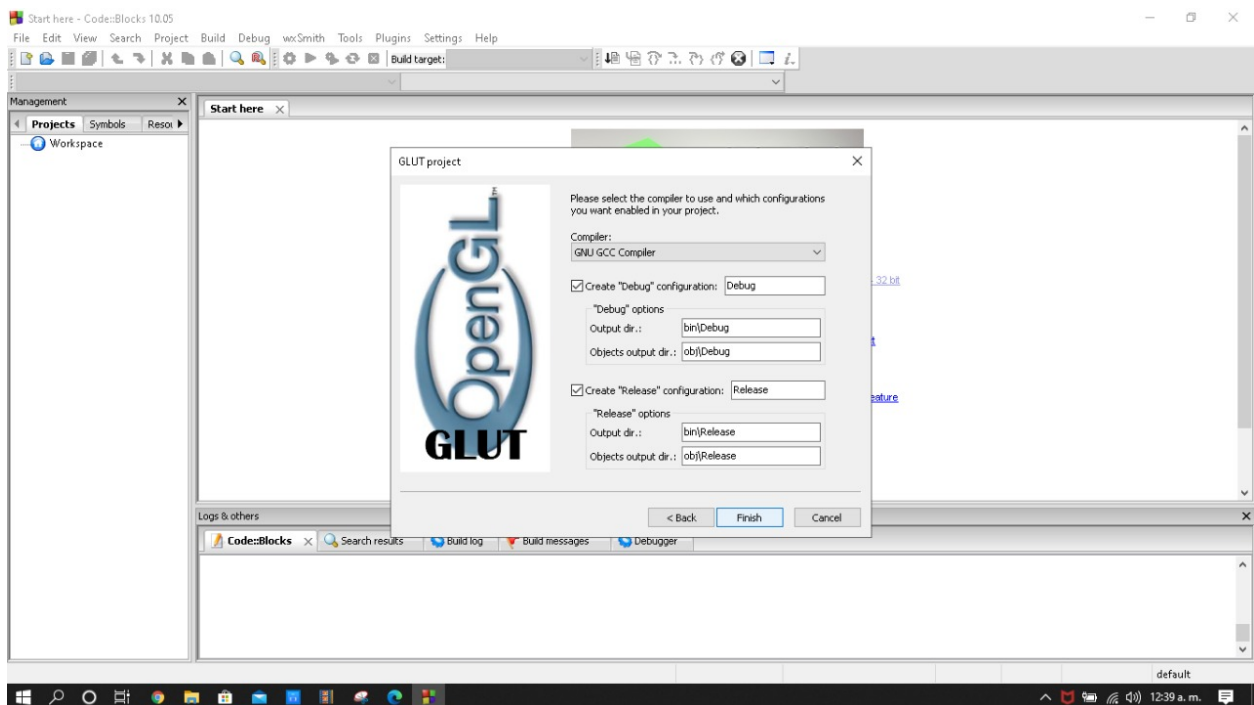 Start here - Code::Blocks 10.05
File Edit View Search Project Build Debug wxSmith Tools Plugins Settings Help
Build target:
Management
Start here
Projects Symbols
Workspace
GLUT project
OpenGL
GLUT
Please select the compiler to use and which configurations
you want enabled in your project.
Compiler:
GNU GCC Compiler
Create "Debug" configuration: Debug
"Debug" options
Output dir.: bin\Debug
Objects output dir.: obj\Debug
Create "Release" configuration: Release
"Release" options
Output dir.: bin\Release
Objects output dir.: obj\Release
< Back Finish Cancel
32 bit
Logs & others
Code::Blocks Search results Build log Build messages Debugger
default
12:39 a. m.